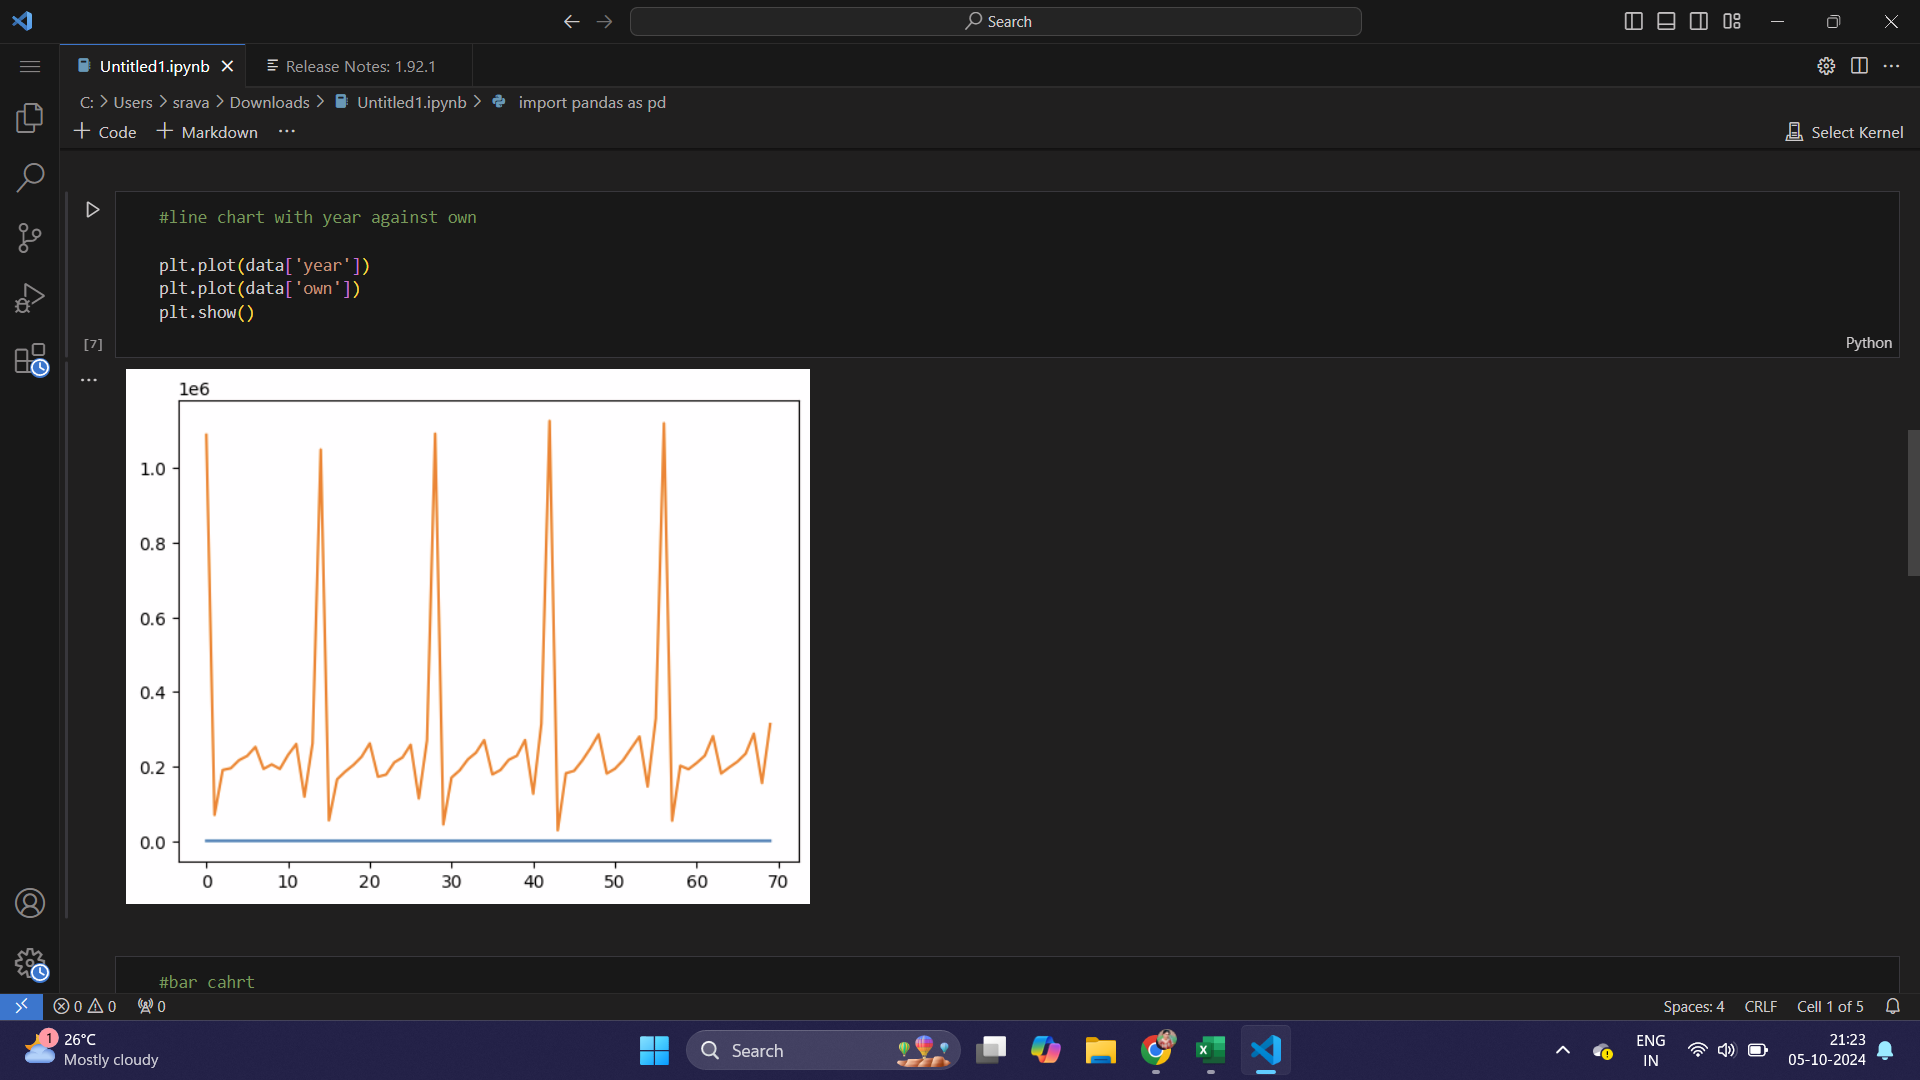 Search
Untitled1.ipynb
Release Notes: 1.92.1
C: > Users > srava > Downloads > Untitled1.ipynb > import pandas as pd
+ Code + Markdown ...
Select Kernel
#line chart with year against own
plt.plot(data['year'])
plt.plot(data['own'])
plt.show()
[7]
Python
1e6
1.0
0.8
0.6
0.4
0.2
0.0
0 10 20 30 40 50 60 70
#bar cahrt
0 0 0
Spaces: 4 CRLF Cell 1 of 5
1
26°C
Mostly cloudy
Search
ENG
IN
21:23
05-10-2024